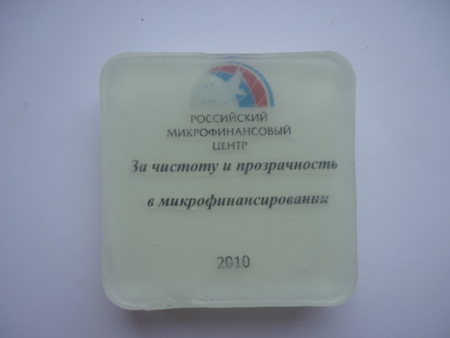 РОССИЙСКИЙ
МИКРОФИНАНСОВЫЙ
ЦЕНТР
За чистоту и прозрачность
в микрофинансировании
2010